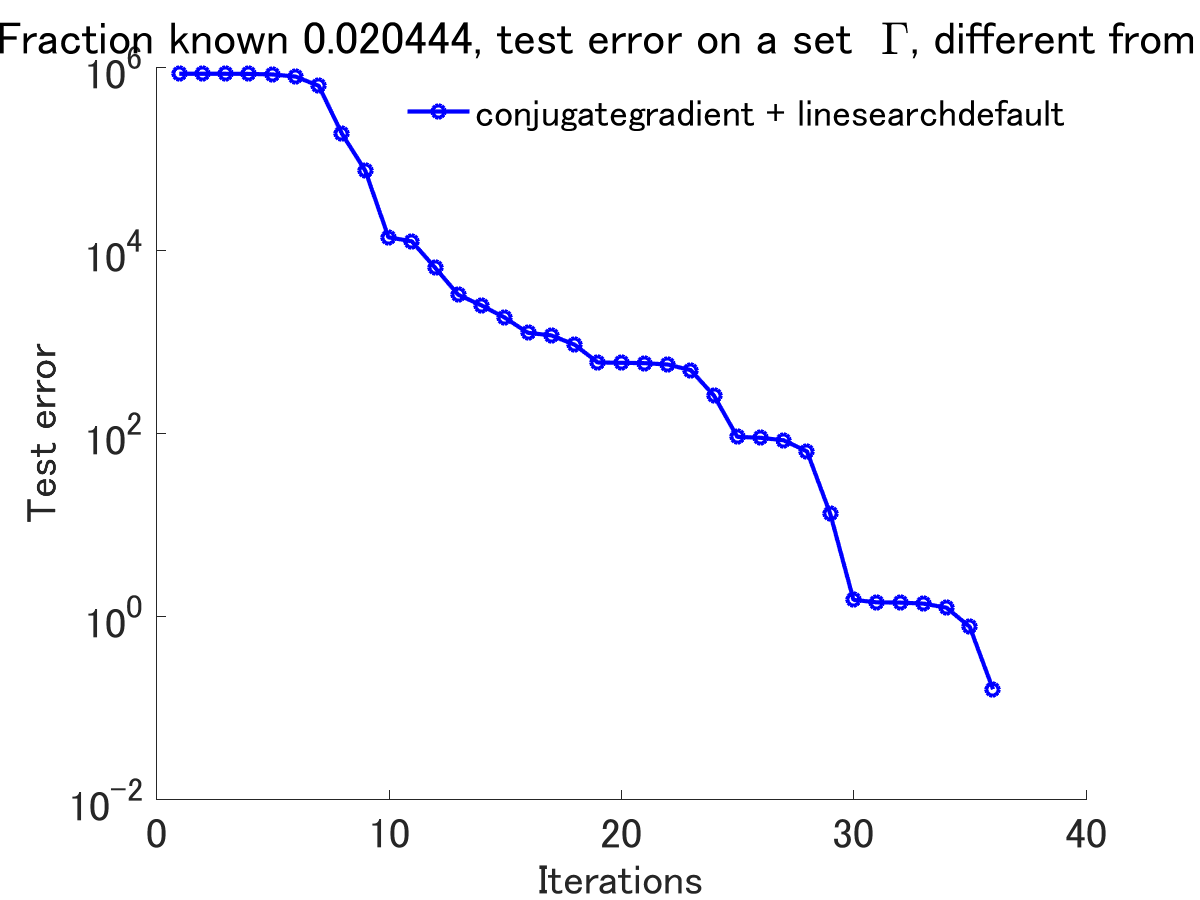 Fraction known 0.020444, test error on a set Γ, different from
10^6
conjugategradient + linesearchdefault
10^4
10^2
10^0
10^−2
Test error
0 10 20 30 40
Iterations